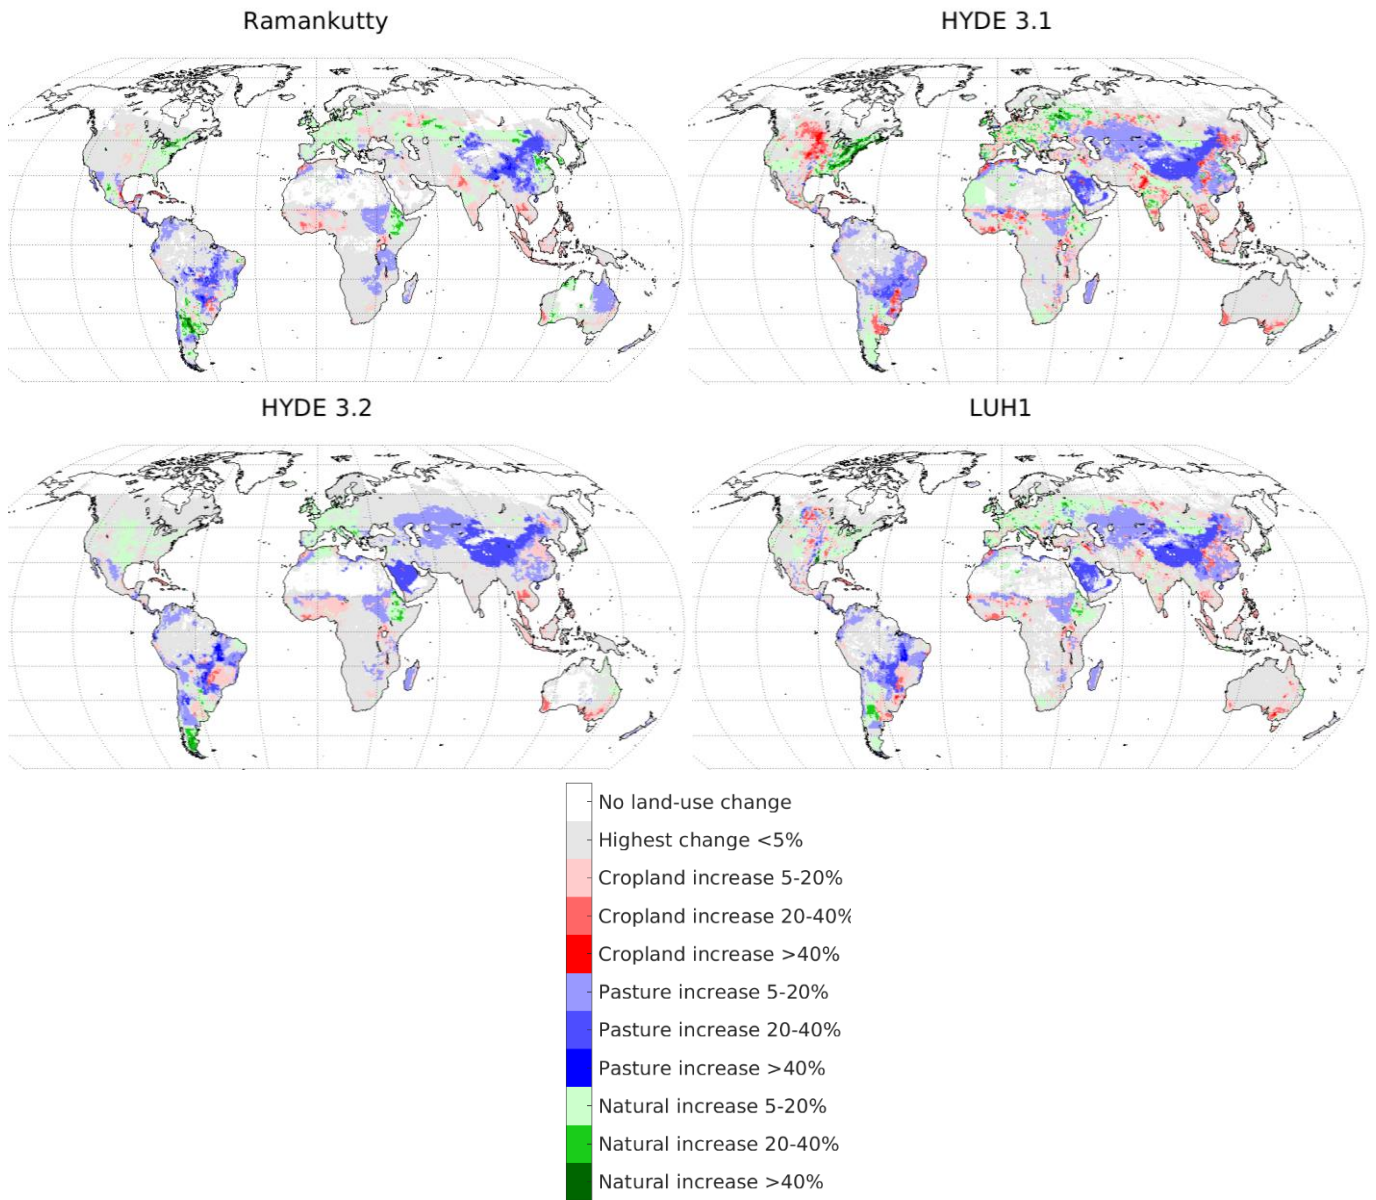 Ramankutty
HYDE 3.1
HYDE 3.2
LUH1
No land-use change
Highest change <5%
Cropland increase 5-20%
Cropland increase 20-40%
Cropland increase >40%
Pasture increase 5-20%
Pasture increase 20-40%
Pasture increase >40%
Natural increase 5-20%
Natural increase 20-40%
Natural increase >40%